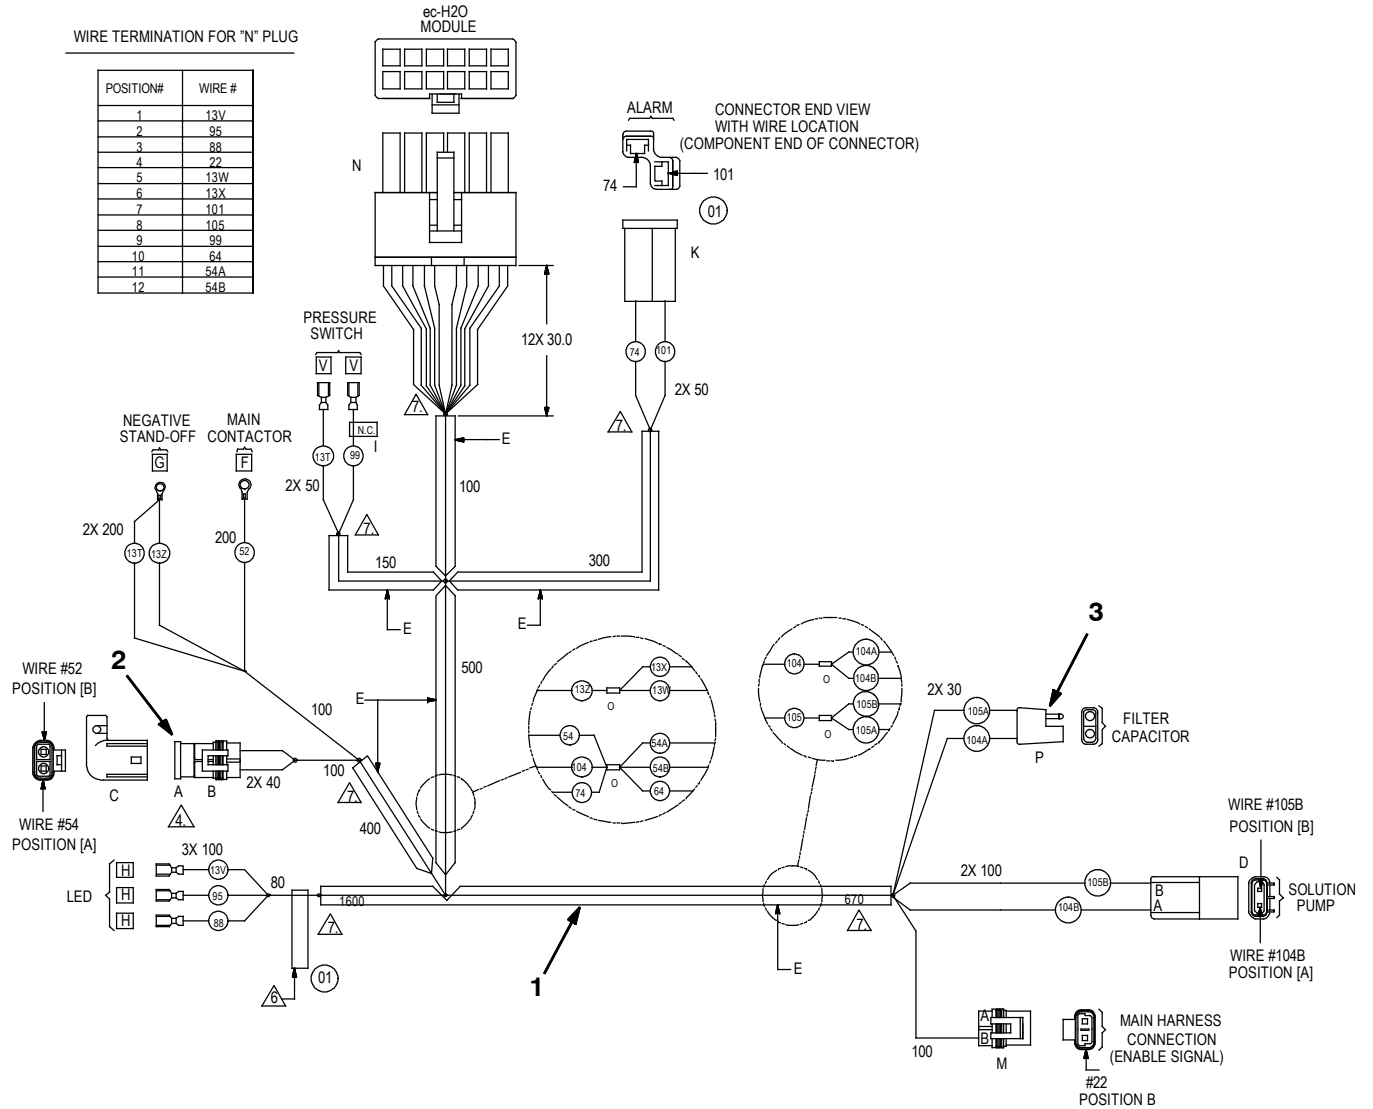 WIRE TERMINATION FOR "N" PLUG
POSITION# WIRE #
1 13V
2 95
3 88
4 22
5 13W
6 13X
7 101
8 105
9 99
10 64
11 54A
12 54B
ec-H2O
MODULE
N
12X 30.0
ALARM
CONNECTOR END VIEW
WITH WIRE LOCATION
(COMPONENT END OF CONNECTOR)
74
101
01
K
74
101
2X 50
7.
PRESSURE
SWITCH
V V
N.C.
I
13T
99
2X 50
7.
7.
E
100
NEGATIVE
STAND-OFF
MAIN
CONTACTOR
G
F
2X 200
13T
13Z
200
52
150
300
E
E
500
E
WIRE #52
POSITION [B]
2
WIRE #54
POSITION [A]
C
A B
4.
2X 40
100
100
7.
400
13Z
O
13X
13W
54
104
74
O
54A
54B
64
104
O
104A
104B
105
O
105B
105A
3
2X 30
105A
104A
P
FILTER
CAPACITOR
WIRE #105B
POSITION [B]
D
2X 100
105B
104B
B
A
SOLUTION
PUMP
WIRE #104B
POSITION [A]
3X 100
LED
H
H
H
13V
95
88
80
1600
7.
01
6
1
670
7.
E
100
A
B
M
MAIN HARNESS
CONNECTION
(ENABLE SIGNAL)
#22
POSITION B